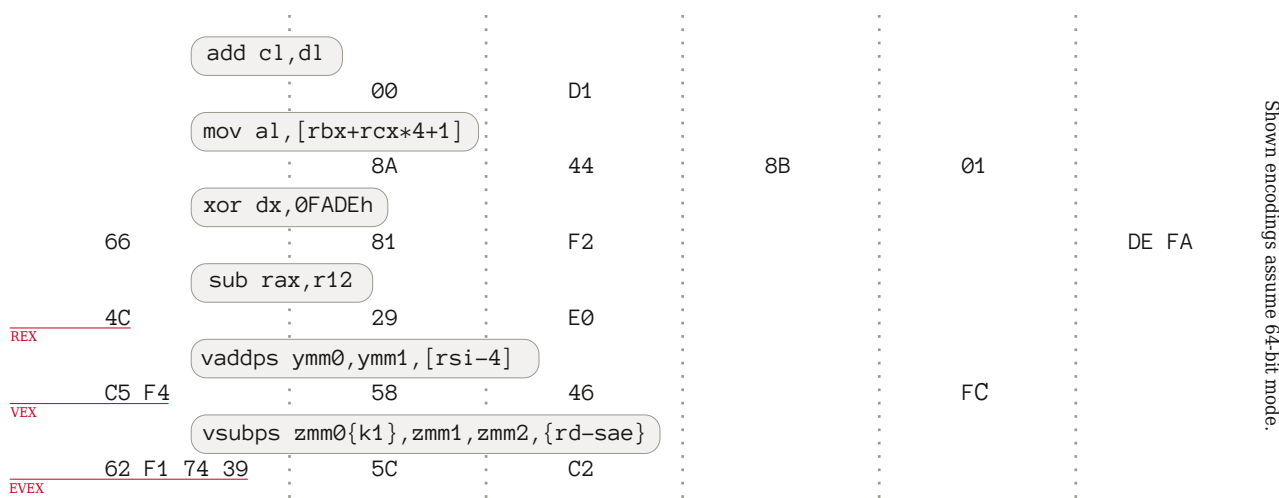 add cl,dl
00 D1
mov al,[rbx+rcx*4+1]
8A 44 8B 01
xor dx,0FADEh
66 81 F2 DE FA
sub rax,r12
4C 29 E0
REX
vaddps ymm0,ymm1,[rsi-4]
C5 F4 58 46 FC
VEX
vsubps zmm0{k1},zmm1,zmm2,{rd-sae}
62 F1 74 39 5C C2
EVEX
Shown encodings assume 64-bit mode.